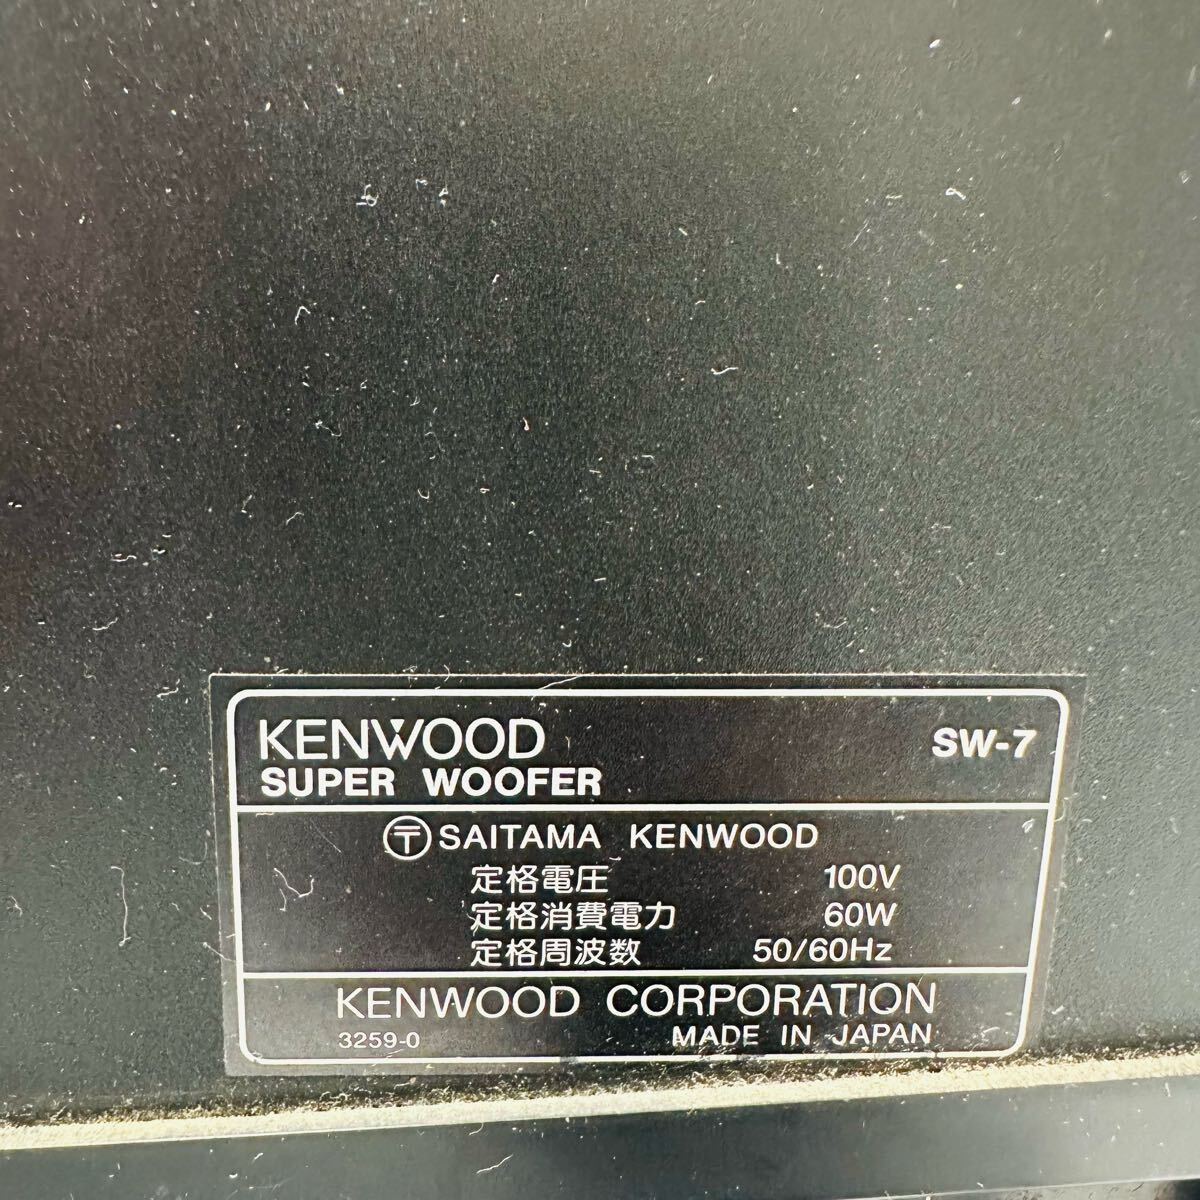 KENWOOD SW-7
SUPER WOOFER
〒 SAITAMA KENWOOD
定格電圧 100V
定格消費電力 60W
定格周波数 50/60Hz
KENWOOD CORPORATION
3259-0 MADE IN JAPAN